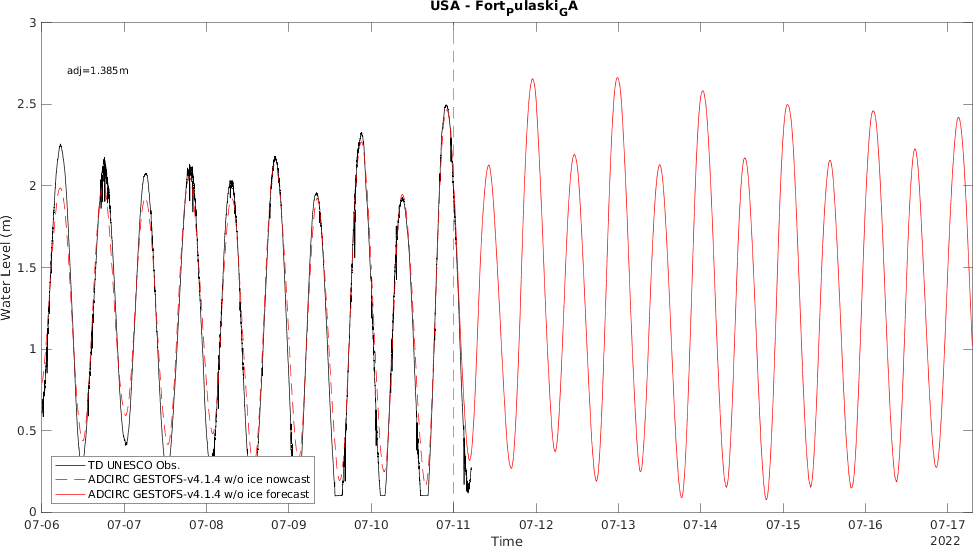 USA - FortPulaskiGA
adj=1.385m
3
2.5
2
1.5
1
0.5
0
Water Level (m)
TD UNESCO Obs.
ADCIRC GESTOFS-v4.1.4 w/o ice nowcast
ADCIRC GESTOFS-v4.1.4 w/o ice forecast
07-06 07-07 07-08 07-09 07-10 07-11 07-12 07-13 07-14 07-15 07-16 07-17
Time
2022